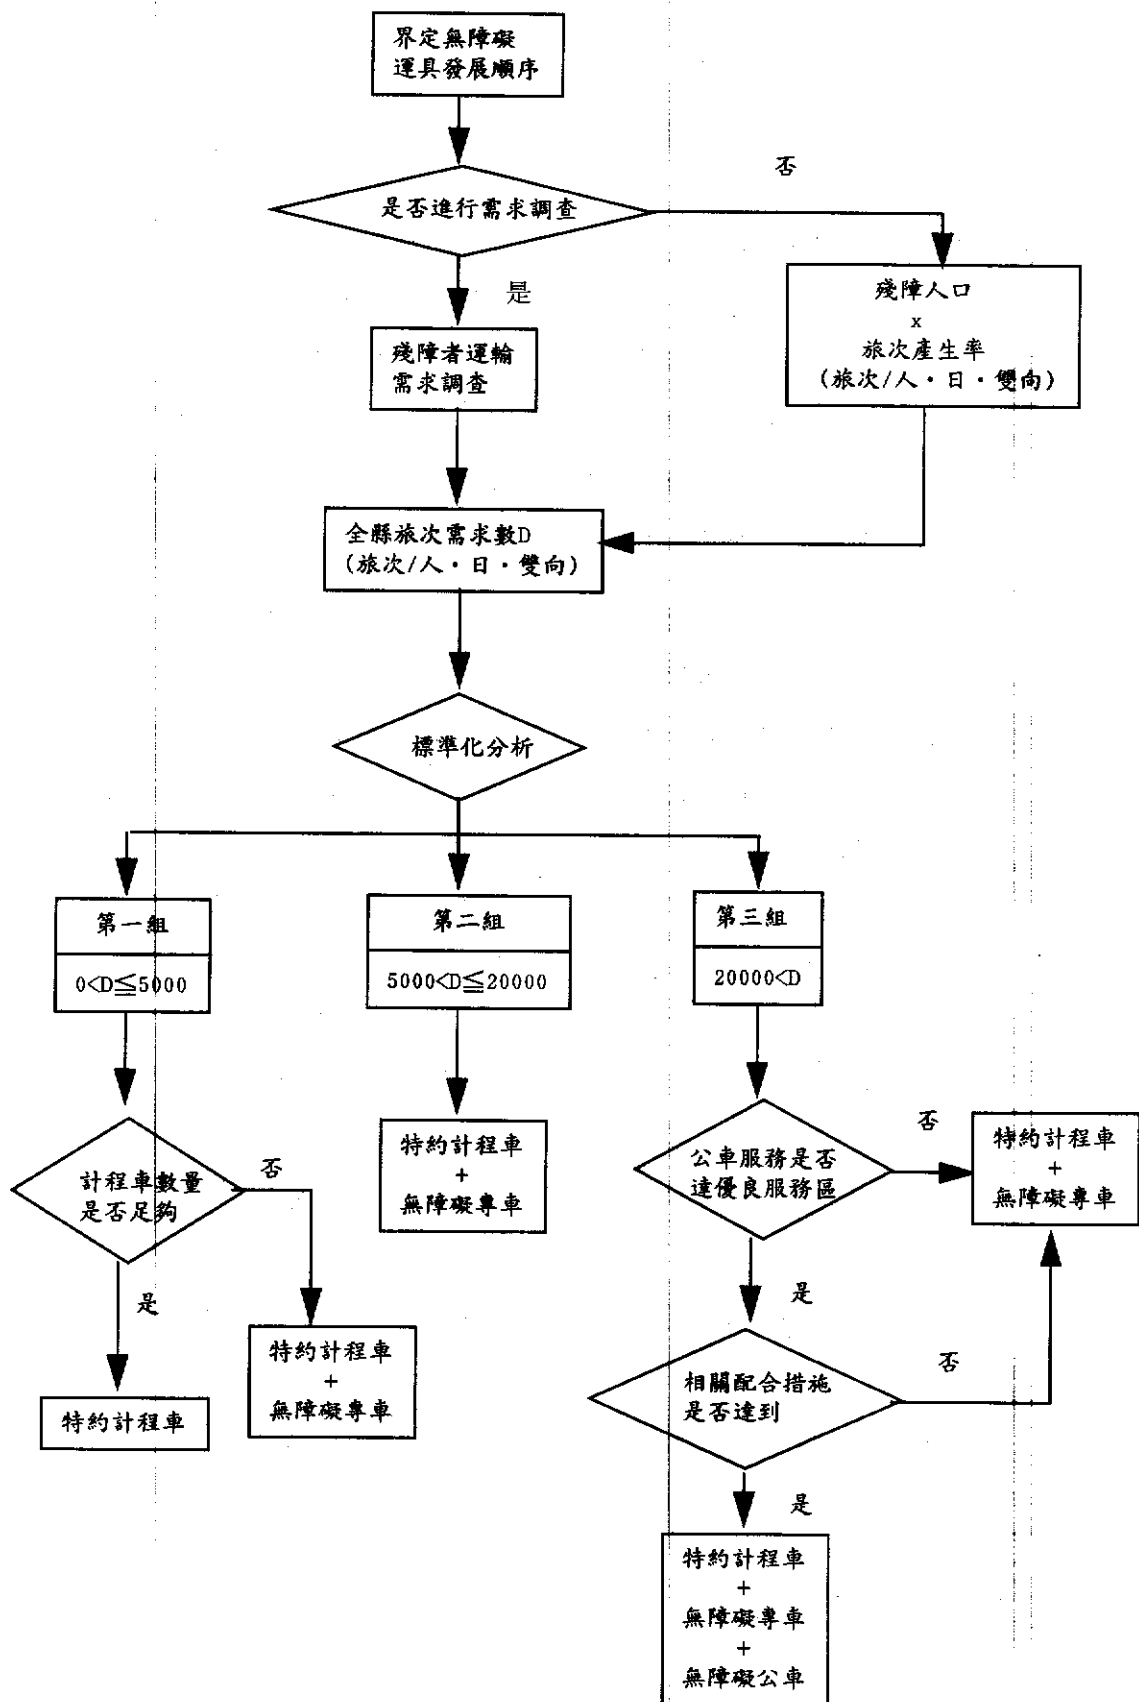 界定無障礙
運具發展順序
否
是否進行需求調查
是
殘障人口
x
旅次產生率
(旅次/人・日・雙向)
殘障者運輸
需求調查
全縣旅次需求數D
(旅次/人・日・雙向)
標準化分析
第一組
0<D≦5000
第二組
5000<D≦20000
第三組
20000<D
計程車數量
是否足夠
否
是
特約計程車
特約計程車
+
無障礙專車
特約計程車
+
無障礙專車
公車服務是否
達優良服務區
否
特約計程車
+
無障礙專車
是
相關配合措施
是否達到
否
是
特約計程車
+
無障礙專車
+
無障礙公車